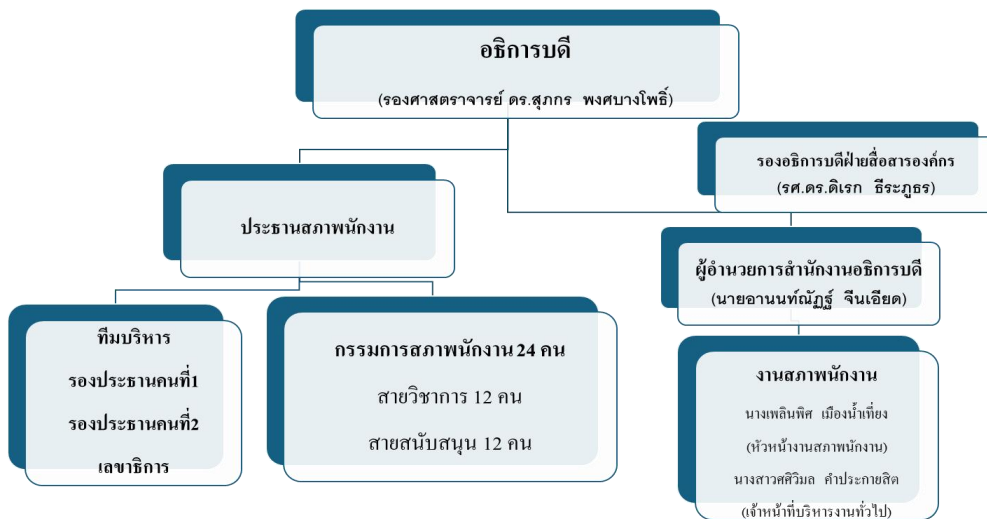 อธิการบดี
(รองศาสตราจารย์ ดร.สุภกร พงศบางโพธิ์)
รองอธิการบดีฝ่ายสื่อสารองค์กร
(รศ.ดร.ดิเรก ธีระภูธร)
ประธานสภาพนักงาน
ผู้อำนวยการสำนักงานอธิการบดี
(นายอานนท์ณัฏฐ์ จีนเอียด)
ทีมบริหาร
รองประธานคนที่1
รองประธานคนที่2
เลขาธิการ
กรรมการสภาพนักงาน 24 คน
สายวิชาการ 12 คน
สายสนับสนุน 12 คน
งานสภาพนักงาน
นางเพลินพิศ เมืองน้ำเที่ยง
(หัวหน้างานสภาพนักงาน)
นางสาวศศิวิมล คำประกายสิต
(เจ้าหน้าที่บริหารงานทั่วไป)